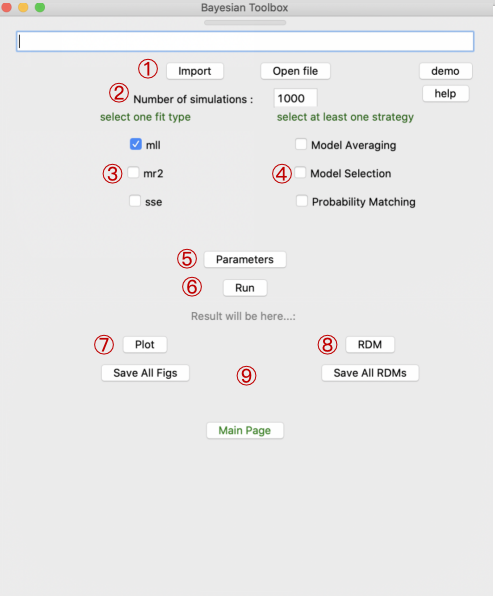 Bayesian Toolbox
① Import Open file demo
② Number of simulations : 1000 help
select one fit type select at least one strategy
mll Model Averaging
③ mr2 ④ Model Selection
sse Probability Matching
⑤ Parameters
⑥ Run
Result will be here...:
⑦ Plot ⑧ RDM
Save All Figs ⑨ Save All RDMs
Main Page